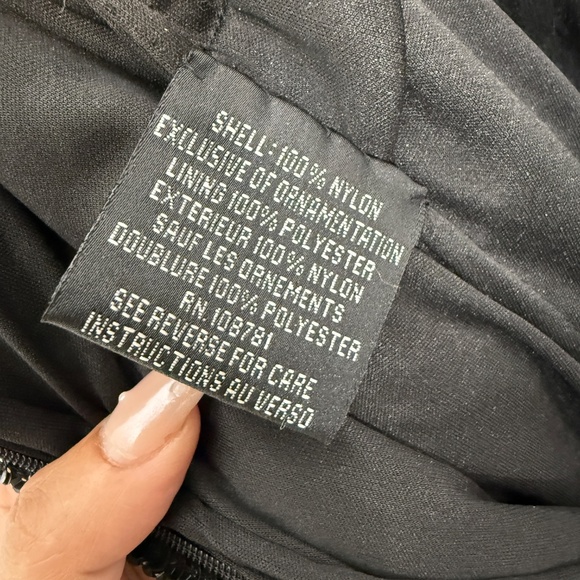 SHELL: 100% NYLON
EXCLUSIVE OF ORNAMENTATION
LINING 100% POLYESTER
EXTERIEUR 100% NYLON
SAUF LES ORNEMENTS
DOUBLURE 100% POLYESTER
RN. 108781
SEE REVERSE FOR CARE
INSTRUCTIONS AU VERSO